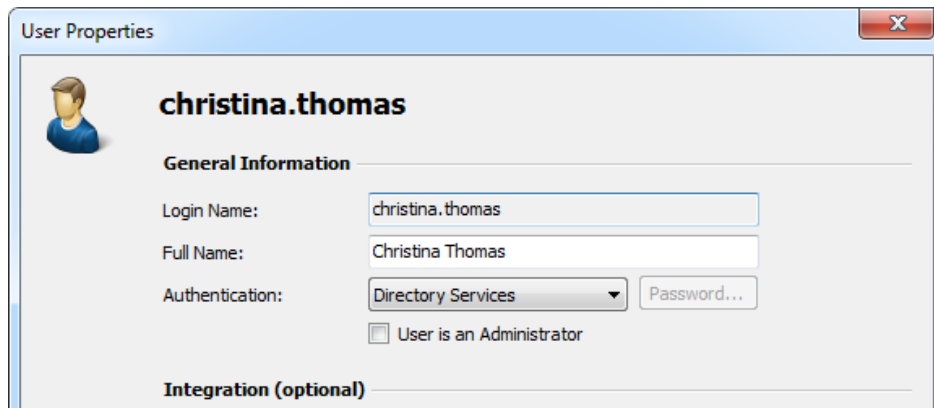 User Properties
christina.thomas
General Information
Login Name: christina.thomas
Full Name: Christina Thomas
Authentication: Directory Services Password...
User is an Administrator
Integration (optional)